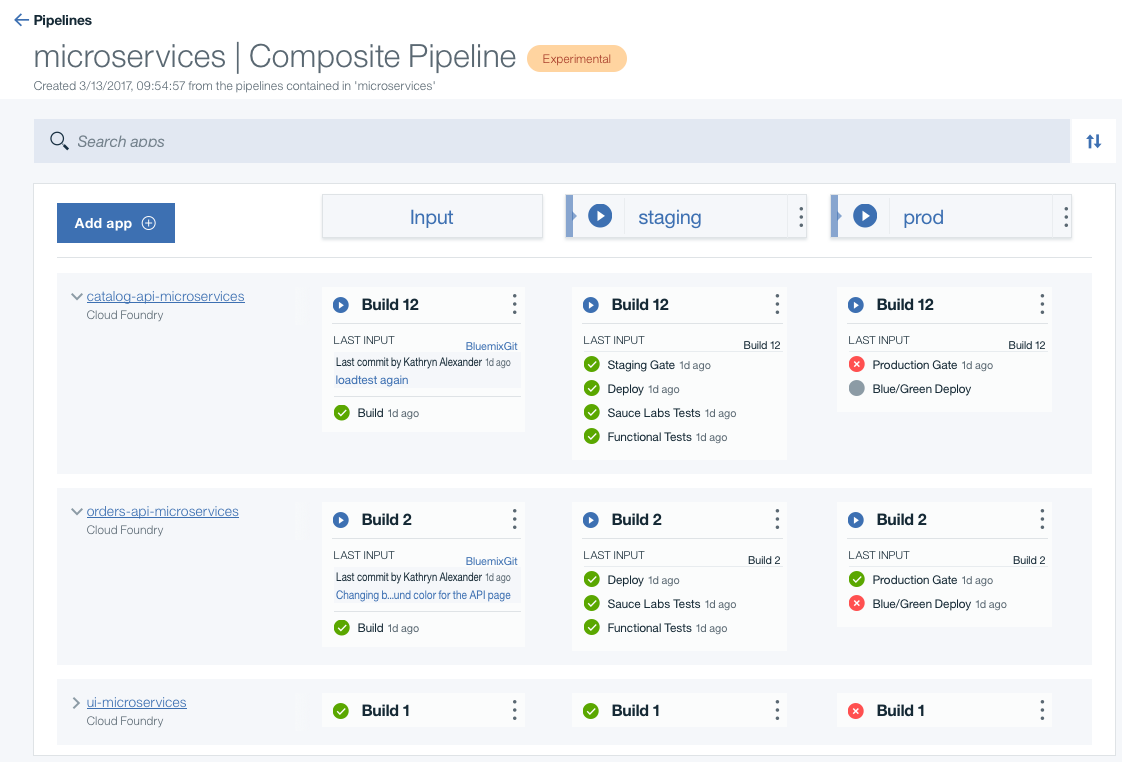 Pipelines
microservices | Composite Pipeline Experimental
Created 3/13/2017, 09:54:57 from the pipelines contained in 'microservices'
Search apps
Add app
Input
staging
prod
catalog-api-microservices
Cloud Foundry
Build 12
LAST INPUT
BluemixGit
Last commit by Kathryn Alexander 1d ago
loadtest again
Build 1d ago
Build 12
LAST INPUT
Build 12
Staging Gate 1d ago
Deploy 1d ago
Sauce Labs Tests 1d ago
Functional Tests 1d ago
Build 12
LAST INPUT
Build 12
Production Gate 1d ago
Blue/Green Deploy
orders-api-microservices
Cloud Foundry
Build 2
LAST INPUT
BluemixGit
Last commit by Kathryn Alexander 1d ago
Changing b...und color for the API page
Build 1d ago
Build 2
LAST INPUT
Build 2
Deploy 1d ago
Sauce Labs Tests 1d ago
Functional Tests 1d ago
Build 2
LAST INPUT
Build 2
Production Gate 1d ago
Blue/Green Deploy 1d ago
ui-microservices
Cloud Foundry
Build 1
Build 1
Build 1